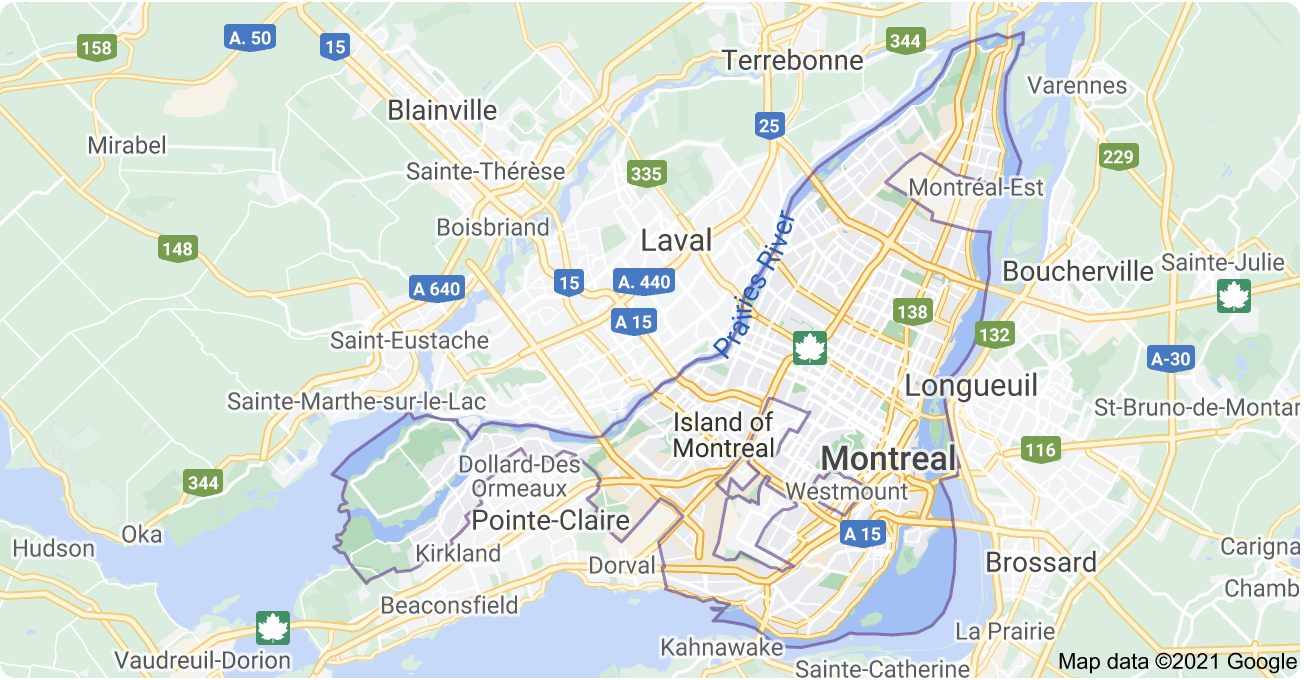 158
A. 50
15
344
Terrebonne
Varennes
Blainville
25
Mirabel
229
Sainte-Thérèse
335
Montréal-Est
Boisbriand
148
Laval
Prairies River
Boucherville
Sainte-Julie
A 640
15
A. 440
A 15
138
132
Saint-Eustache
A-30
Longueuil
Sainte-Marthe-sur-le-Lac
St-Bruno-de-Montar
Island of
Montreal
116
Montreal
Dollard-Des
Ormeaux
344
Westmount
Pointe-Claire
A 15
Oka
Hudson
Kirkland
Carigna
Dorval
Brossard
Chamb
Beaconsfield
La Prairie
Kahnawake
Vaudreuil-Dorion
Sainte-Catherine
Map data ©2021 Google